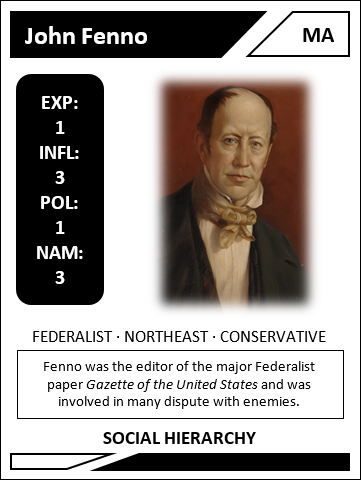 John Fenno
MA
EXP:
1
INFL:
3
POL:
1
NAM:
3
FEDERALIST · NORTHEAST · CONSERVATIVE
Fenno was the editor of the major Federalist
paper Gazette of the United States and was
involved in many dispute with enemies.
SOCIAL HIERARCHY